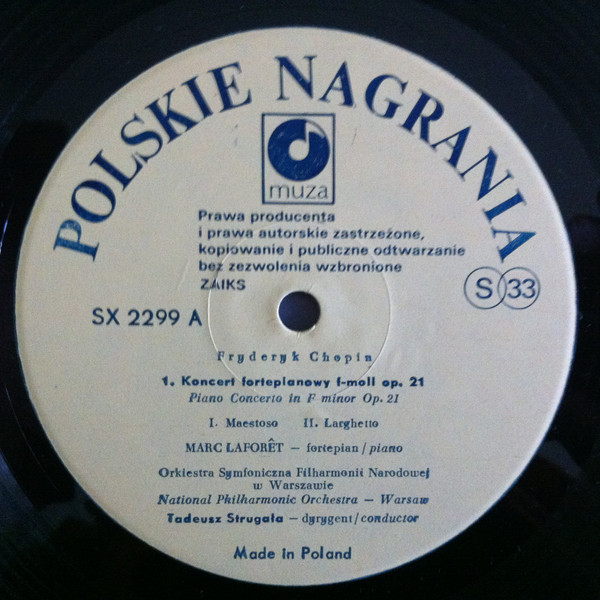 POLSKIE NAGRANIA
muza
Prawa producenta
i prawa autorskie zastrzeżone,
kopiowanie i publiczne odtwarzanie
bez zezwolenia wzbronione
ZAIKS
S 33
SX 2299 A
Fryderyk Chopin
1. Koncert fortepianowy f-moll op. 21
Piano Concerto in F minor Op. 21
I. Maestoso II. Larghetto
MARC LAFORÊT – fortepian / piano
Orkiestra Symfoniczna Filharmonii Narodowej
w Warszawie
National Philharmonic Orchestra – Warsaw
Tadeusz Strugała – dyrygent / conductor
Made in Poland